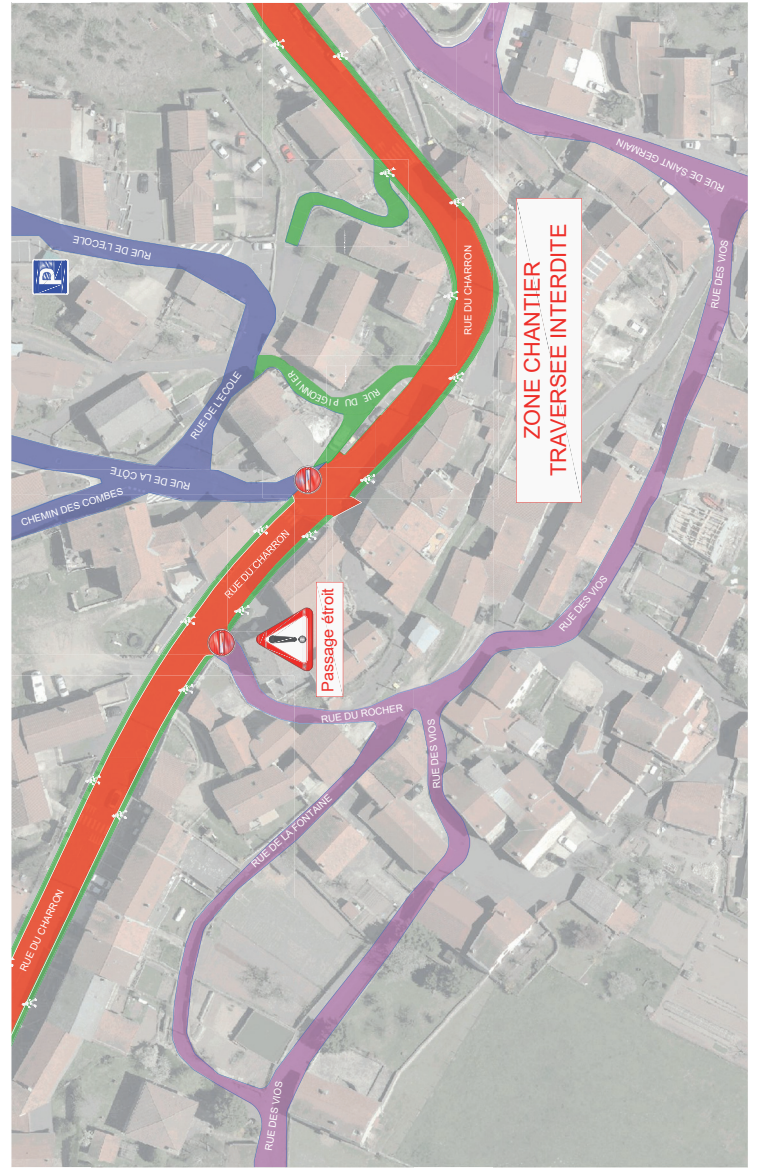 RUE DE SAINT GERMAIN
RUE DE L'ECOLE
P
RUE DES VIOS
RUE DU CHARRON
ZONE CHANTIER
TRAVERSEE INTERDITE
RUE DU PIGEONNIER
RUE DE L'ECOLE
RUE DE LA CÔTE
CHEMIN DES COMBES
RUE DU CHARRON
RUE DES VIOS
Passage étroit
RUE DU ROCHER
RUE DES VIOS
RUE DE LA FONTAINE
RUE DU CHARRON
RUE DES VIOS